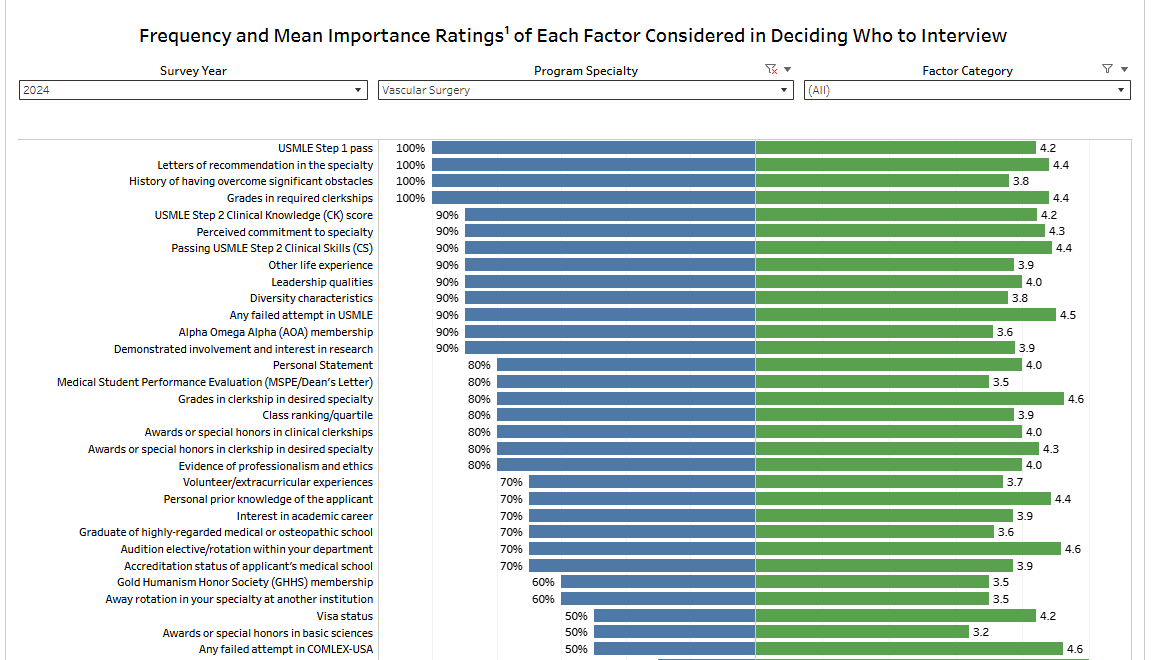 Frequency and Mean Importance Ratings¹ of Each Factor Considered in Deciding Who to Interview
Survey Year Program Specialty Factor Category
2024 Vascular Surgery (All)
USMLE Step 1 pass 100% 4.2
Letters of recommendation in the specialty 100% 4.4
History of having overcome significant obstacles 100% 3.8
Grades in required clerkships 100% 4.4
USMLE Step 2 Clinical Knowledge (CK) score 90% 4.2
Perceived commitment to specialty 90% 4.3
Passing USMLE Step 2 Clinical Skills (CS) 90% 4.4
Other life experience 90% 3.9
Leadership qualities 90% 4.0
Diversity characteristics 90% 3.8
Any failed attempt in USMLE 90% 4.5
Alpha Omega Alpha (AOA) membership 90% 3.6
Demonstrated involvement and interest in research 90% 3.9
Personal Statement 80% 4.0
Medical Student Performance Evaluation (MSPE/Dean's Letter) 80% 3.5
Grades in clerkship in desired specialty 80% 4.6
Class ranking/quartile 80% 3.9
Awards or special honors in clinical clerkships 80% 4.0
Awards or special honors in clerkship in desired specialty 80% 4.3
Evidence of professionalism and ethics 80% 4.0
Volunteer/extracurricular experiences 70% 3.7
Personal prior knowledge of the applicant 70% 4.4
Interest in academic career 70% 3.9
Graduate of highly-regarded medical or osteopathic school 70% 3.6
Audition elective/rotation within your department 70% 4.6
Accreditation status of applicant's medical school 70% 3.9
Gold Humanism Honor Society (GHHS) membership 60% 3.5
Away rotation in your specialty at another institution 60% 3.5
Visa status 50% 4.2
Awards or special honors in basic sciences 50% 3.2
Any failed attempt in COMLEX-USA 50% 4.6